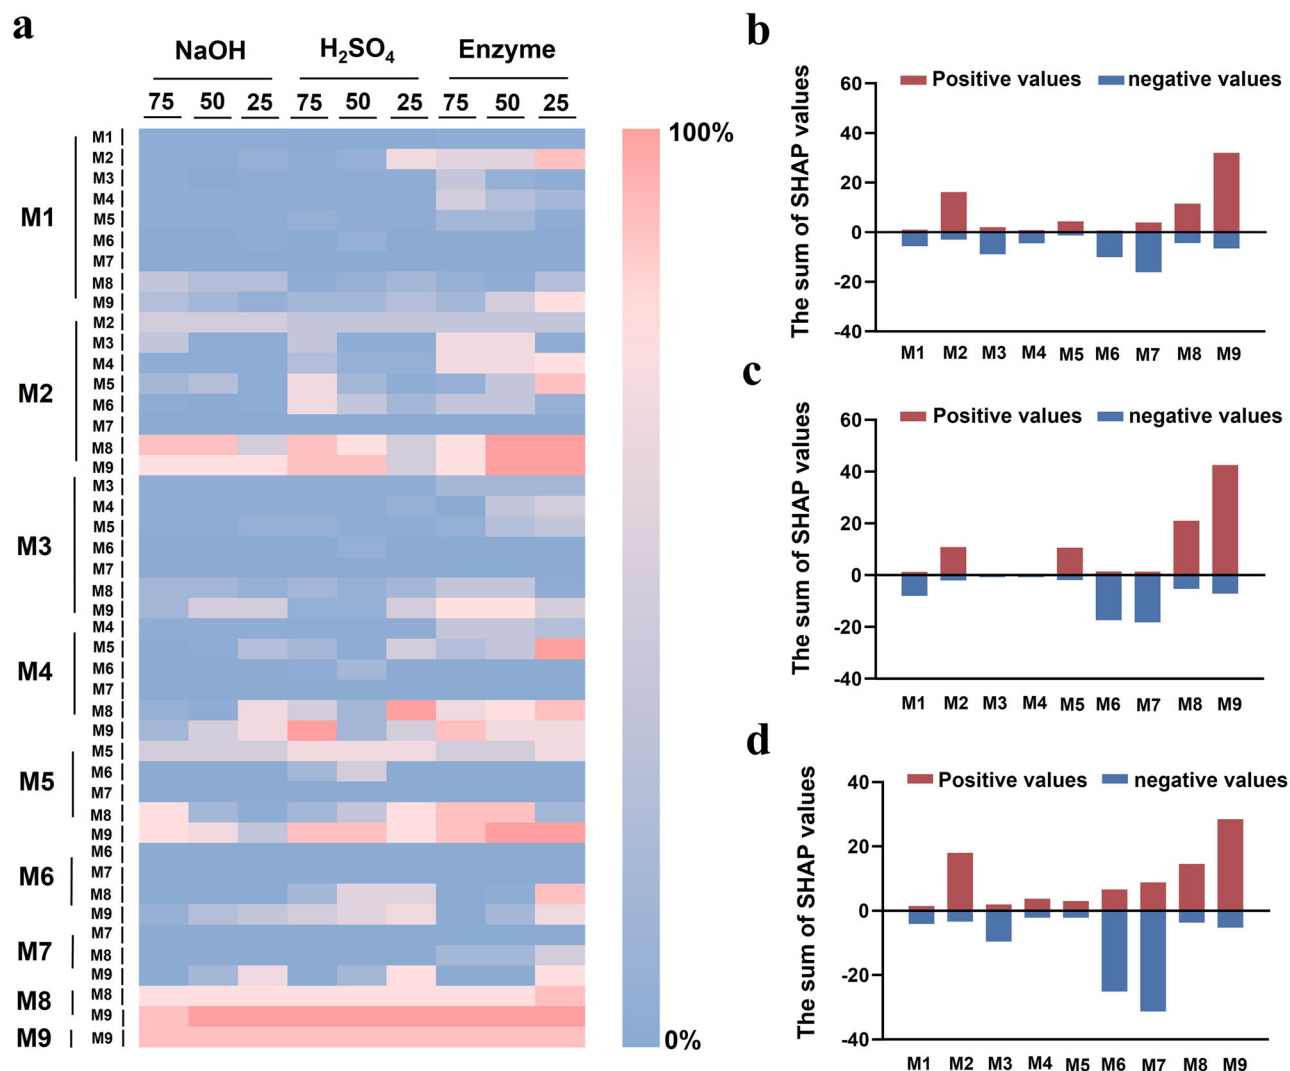 a
NaOH H₂SO₄ Enzyme
75 50 25 75 50 25 75 50 25
M1
M1
M2
M3
M4
M5
M6
M7
M8
M9
M2
M2
M3
M4
M5
M6
M7
M8
M9
M3
M3
M4
M5
M6
M7
M8
M9
M4
M4
M5
M6
M7
M8
M9
M5
M5
M6
M7
M8
M9
M6
M6
M7
M8
M9
M7
M7
M8
M9
M8
M8
M9
M9
M9
100%
0%
b
Positive values negative values
The sum of SHAP values
60
40
20
0
-20
-40
M1 M2 M3 M4 M5 M6 M7 M8 M9
c
Positive values negative values
The sum of SHAP values
60
40
20
0
-20
-40
M1 M2 M3 M4 M5 M6 M7 M8 M9
d
Positive values negative values
The sum of SHAP values
40
20
0
-20
-40
M1 M2 M3 M4 M5 M6 M7 M8 M9